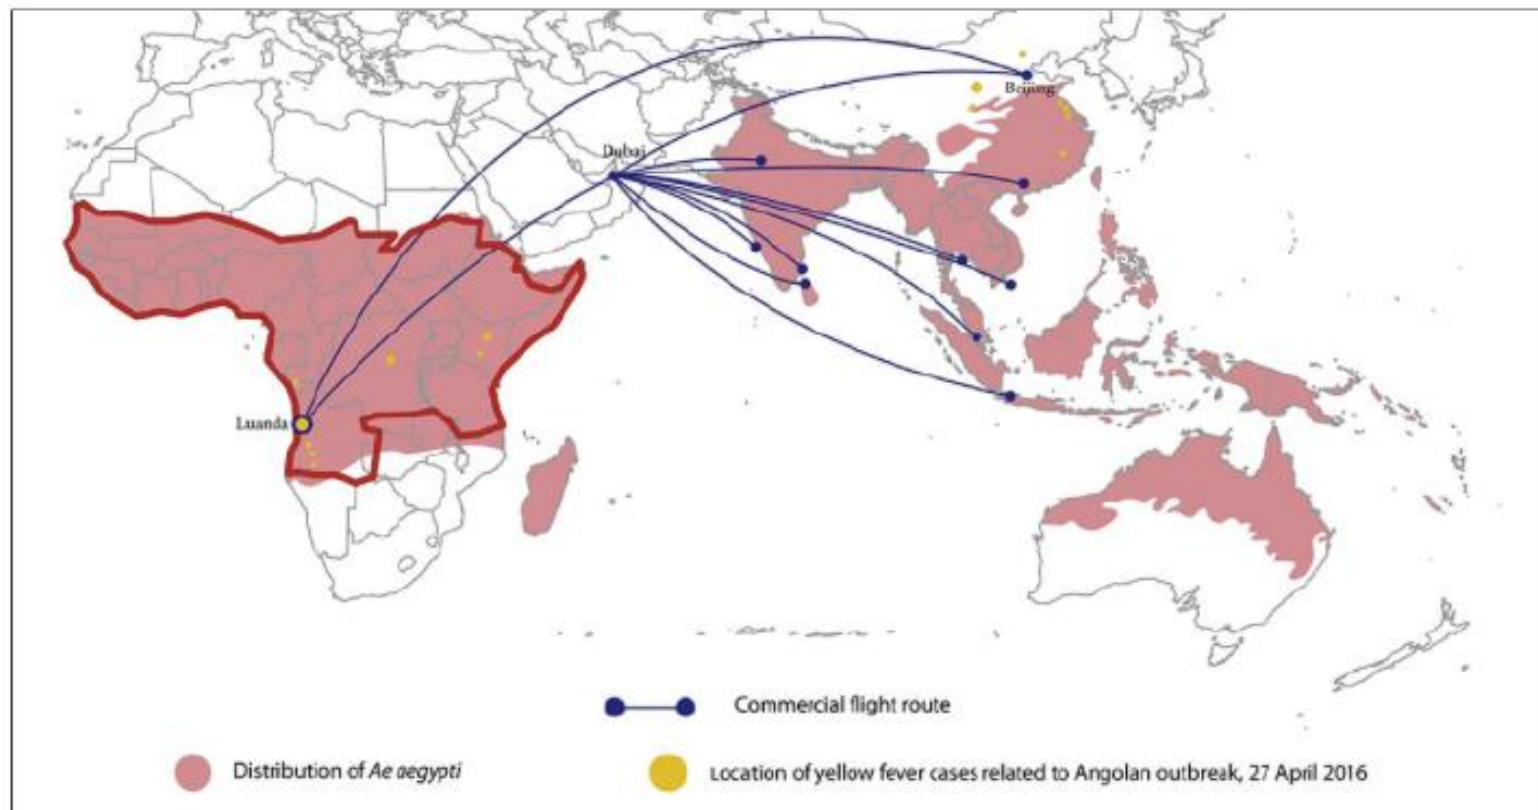 Beijing
Dubai
Luanda
Commercial flight route
Distribution of Ae aegypti
Location of yellow fever cases related to Angolan outbreak, 27 April 2016